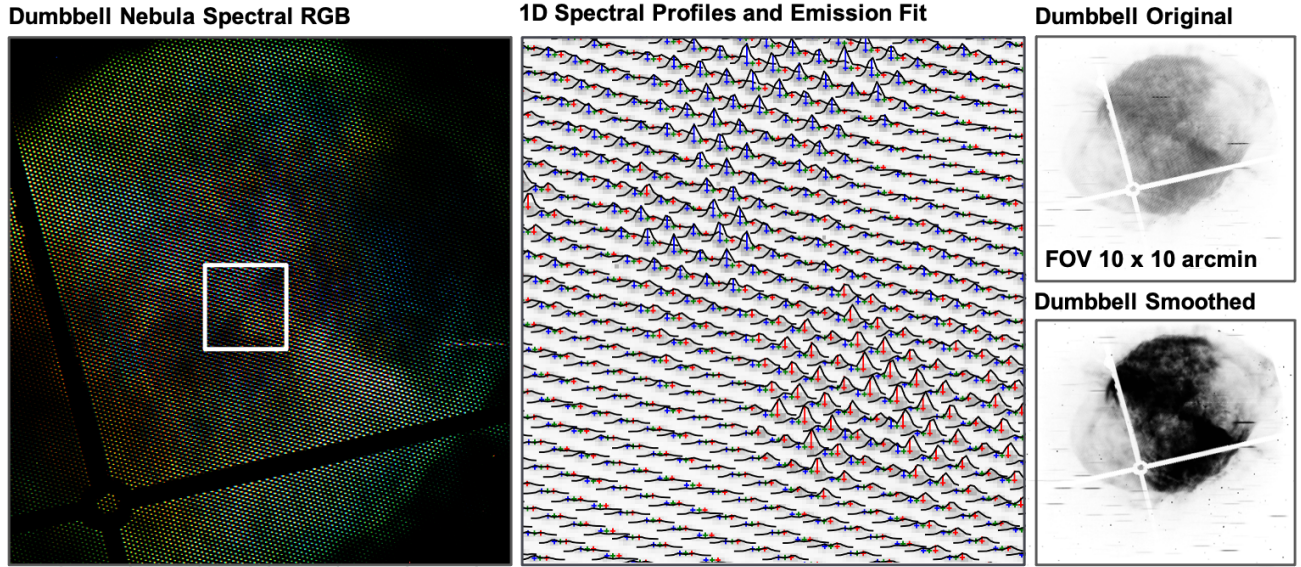 Dumbbell Nebula Spectral RGB
1D Spectral Profiles and Emission Fit
Dumbbell Original
FOV 10 x 10 arcmin
Dumbbell Smoothed